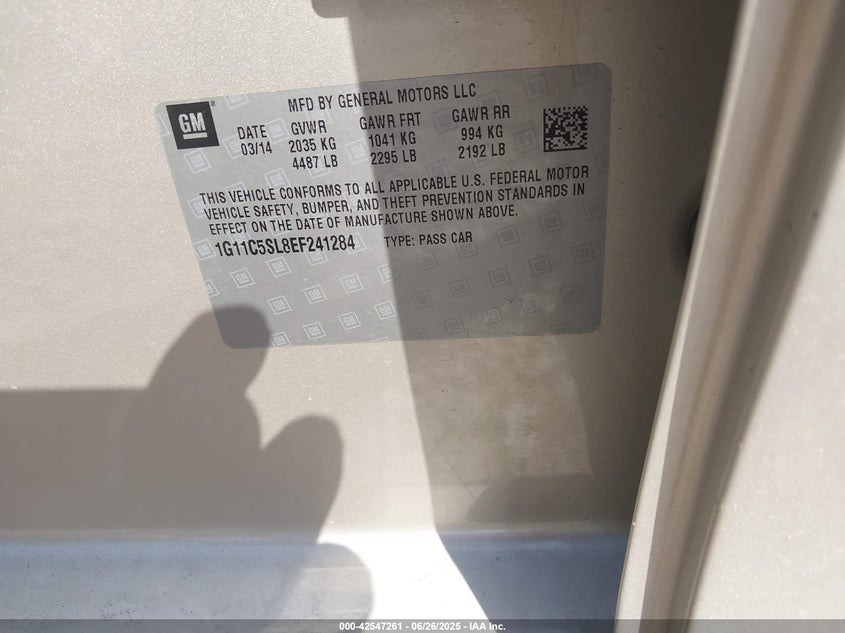 MFD BY GENERAL MOTORS LLC
GM
DATE GVWR GAWR FRT GAWR RR
03/14 2035 KG 1041 KG 994 KG
4487 LB 2295 LB 2192 LB
THIS VEHICLE CONFORMS TO ALL APPLICABLE U.S. FEDERAL MOTOR
VEHICLE SAFETY, BUMPER, AND THEFT PREVENTION STANDARDS IN
EFFECT ON THE DATE OF MANUFACTURE SHOWN ABOVE.
1G11C5SL8EF241284 TYPE: PASS CAR
000-42547261 - 06/26/2025 - IAA Inc.